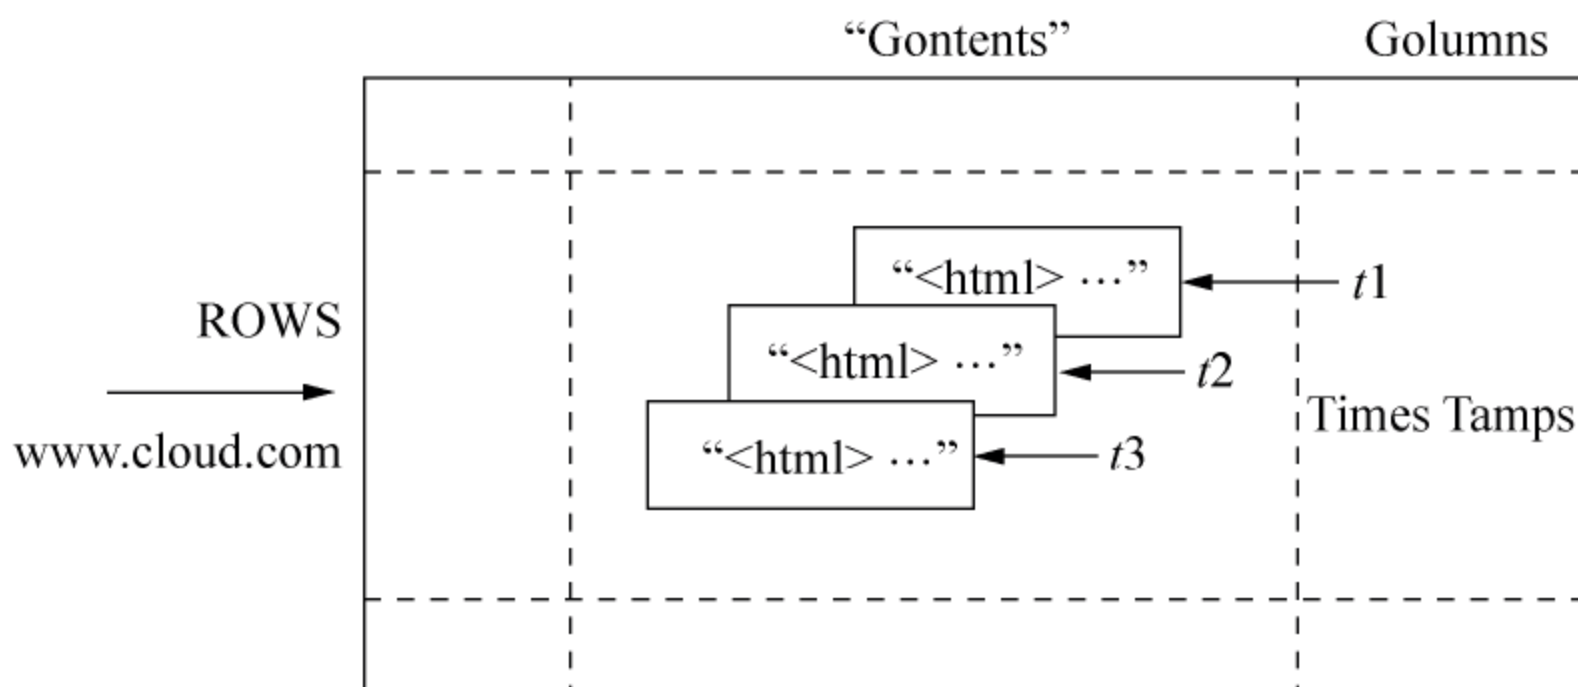 “Gontents” Golumns
“<html> …” t1
ROWS
“<html> …” t2
Times Tamps
www.cloud.com
“<html> …” t3